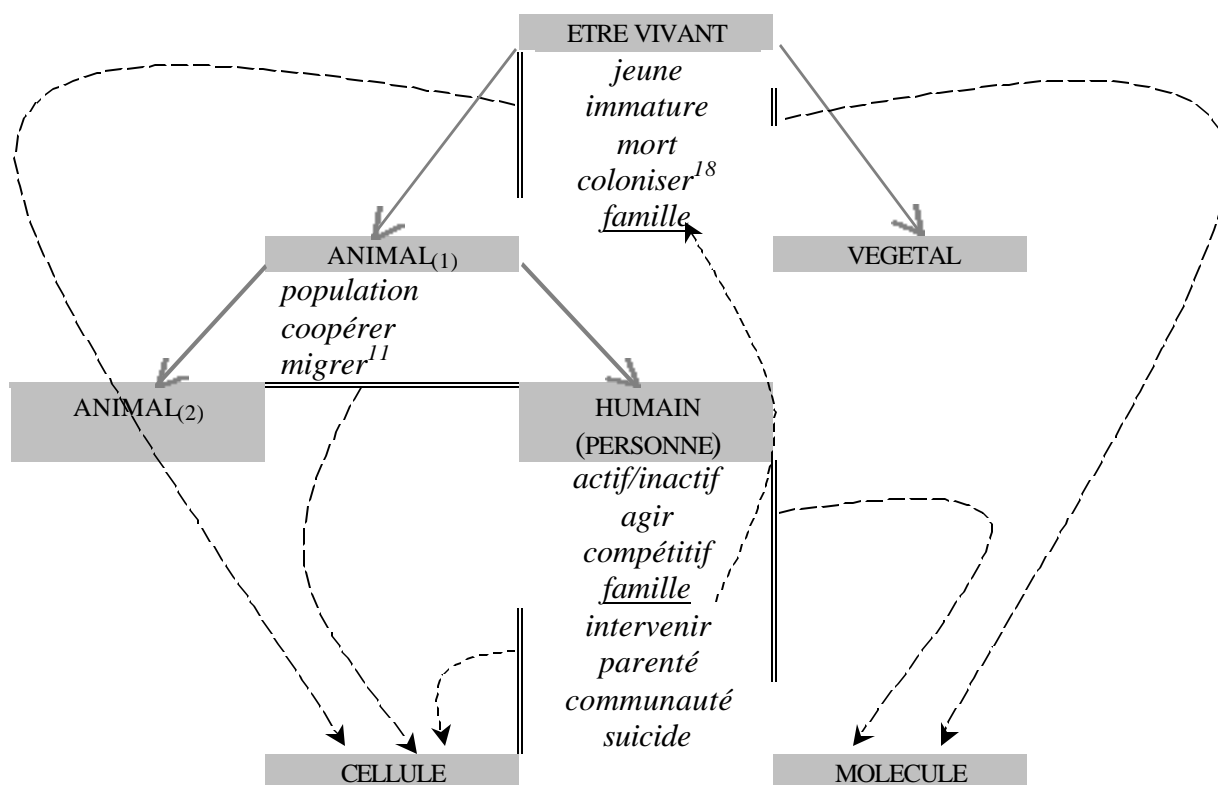 ETRE VIVANT
jeune
immature
mort
coloniser18
famille
ANIMAL(1)
VEGETAL
population
coopérer
migrer11
ANIMAL(2)
HUMAIN
(PERSONNE)
actif/inactif
agir
compétitif
famille
intervenir
parenté
communauté
suicide
CELLULE
MOLECULE